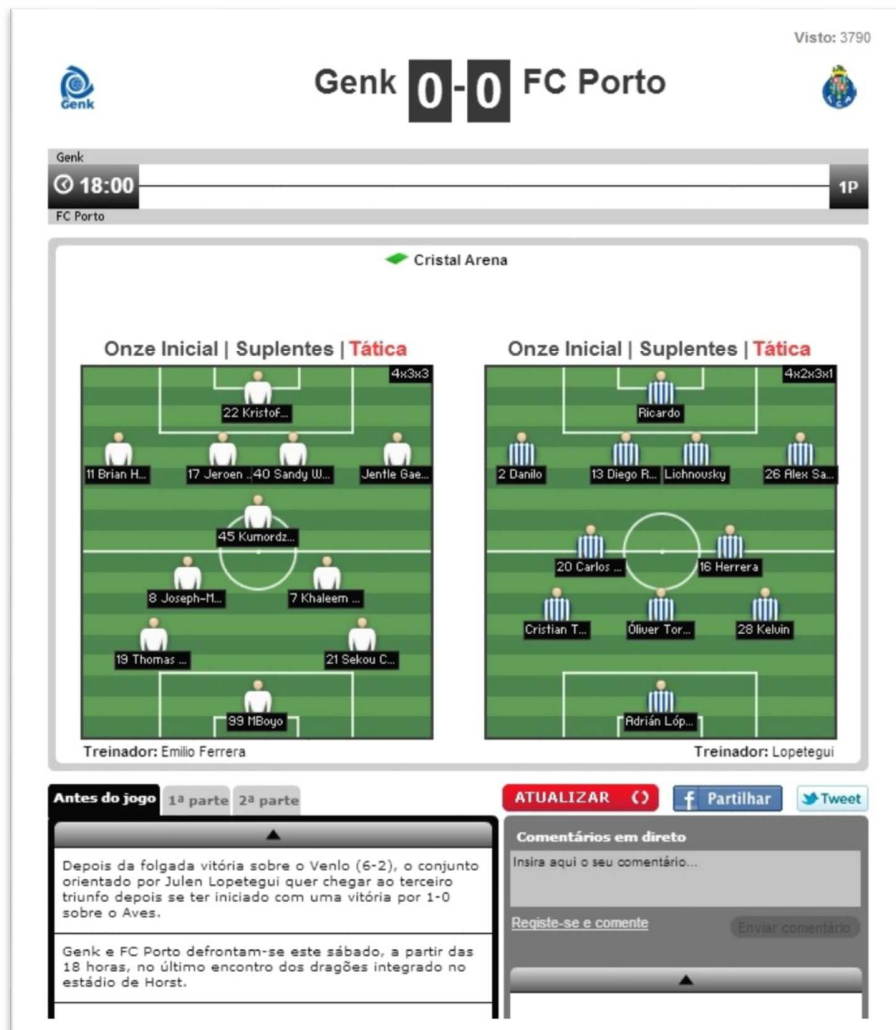 Visto: 3790
Genk
Genk 0-0 FC Porto
Genk
18:00
1P
FC Porto
Cristal Arena
Onze Inicial | Suplentes | Tática
4x3x3
22 Kristof...
11 Brian H...
17 Jeroen ..
40 Sandy W...
Jentle Gae...
45 Kumordz...
8 Joseph-M...
7 Khaleem ...
19 Thomas ...
21 Sekou C...
99 MBoyo
Treinador: Emilio Ferrera
Onze Inicial | Suplentes | Tática
4x2x3x1
Ricardo
2 Danilo
13 Diego R...
Lichnovsky
26 Alex Sa...
20 Carlos ...
16 Herrera
Cristian T...
Óliver Tor...
28 Kelvin
Adrián Lóp...
Treinador: Lopetegui
Antes do jogo
1ª parte
2ª parte
Depois da folgada vitória sobre o Venlo (6-2), o conjunto
orientado por Julen Lopetegui quer chegar ao terceiro
triunfo depois se ter iniciado com uma vitória por 1-0
sobre o Aves.
Genk e FC Porto defrontam-se este sábado, a partir das
18 horas, no último encontro dos dragões integrado no
estádio de Horst.
ATUALIZAR
f Partilhar
Tweet
Comentários em direto
Insira aqui o seu comentário...
Registe-se e comente
Enviar comentário